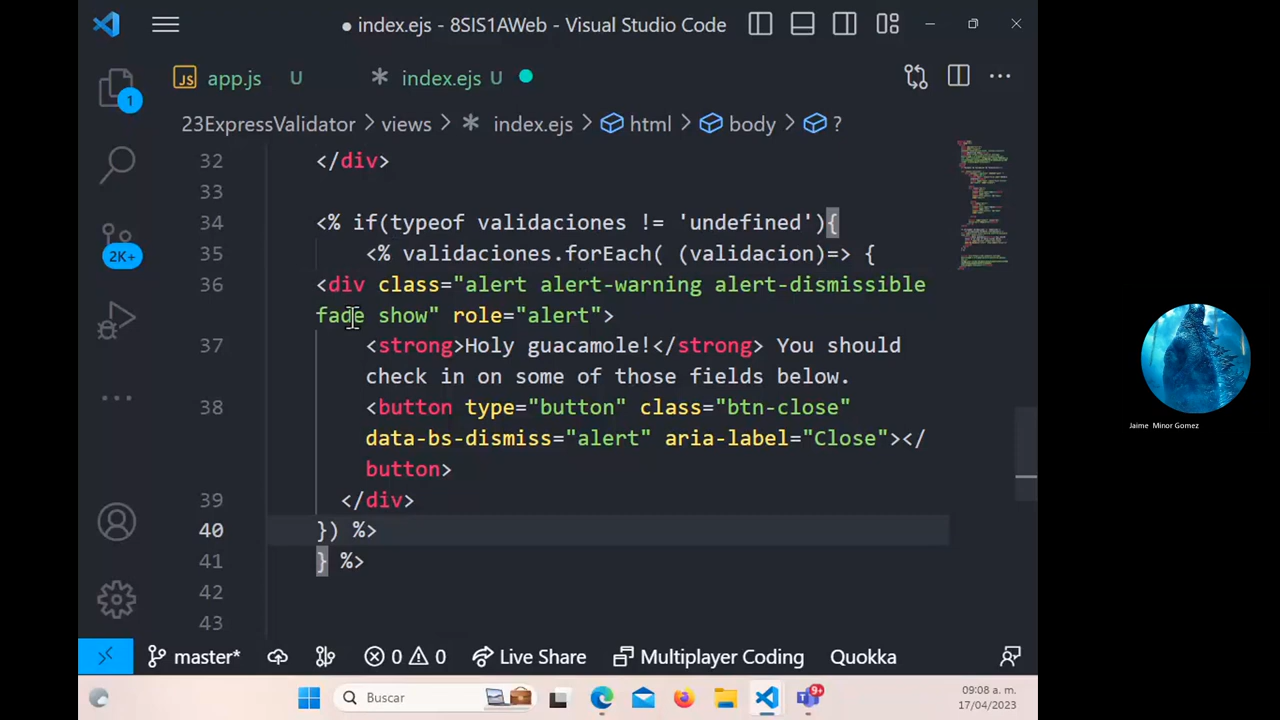 ● index.ejs - 8SIS1AWeb - Visual Studio Code
JS app.js U index.ejs U
23ExpressValidator > views > index.ejs > html > body > ?
32 </div>
33
34 <% if(typeof validaciones != 'undefined'){
35 <% validaciones.forEach( (validacion)=> {
36 <div class="alert alert-warning alert-dismissible
fade show" role="alert">
37 <strong>Holy guacamole!</strong> You should
check in on some of those fields below.
38 <button type="button" class="btn-close"
data-bs-dismiss="alert" aria-label="Close"></
button>
39 </div>
40 }) %>
41 } %>
42
43
1
2K+
master* 0 0 Live Share Multiplayer Coding Quokka
Buscar
9+
09:08 a. m.
17/04/2023
Jaime Minor Gomez